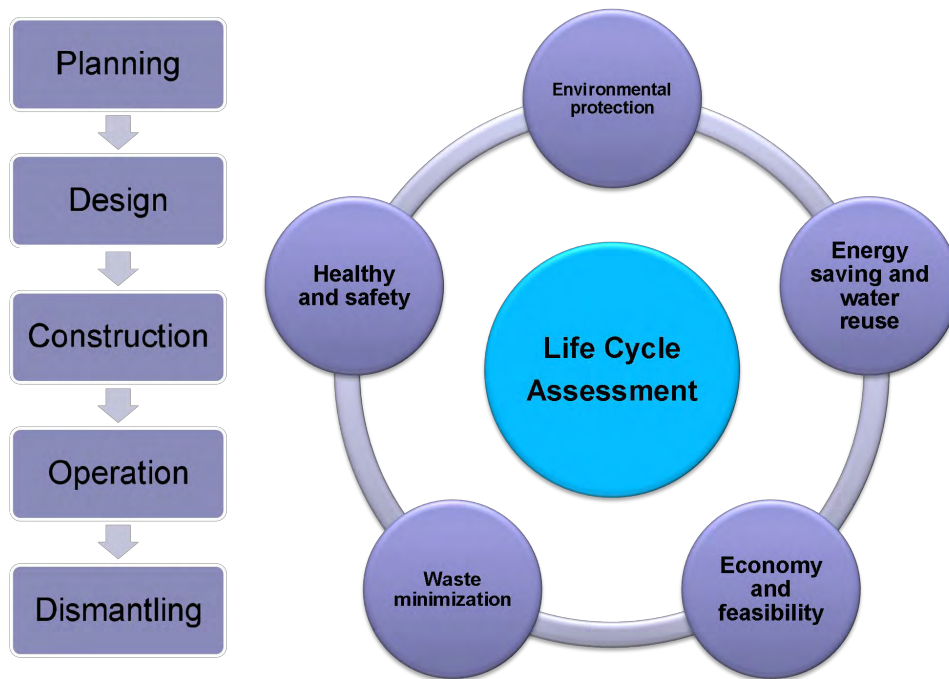 Planning
Design
Construction
Operation
Dismantling
Environmental
protection
Energy
saving and
water
reuse
Economy
and
feasibility
Waste
minimization
Healthy
and safety
Life Cycle
Assessment